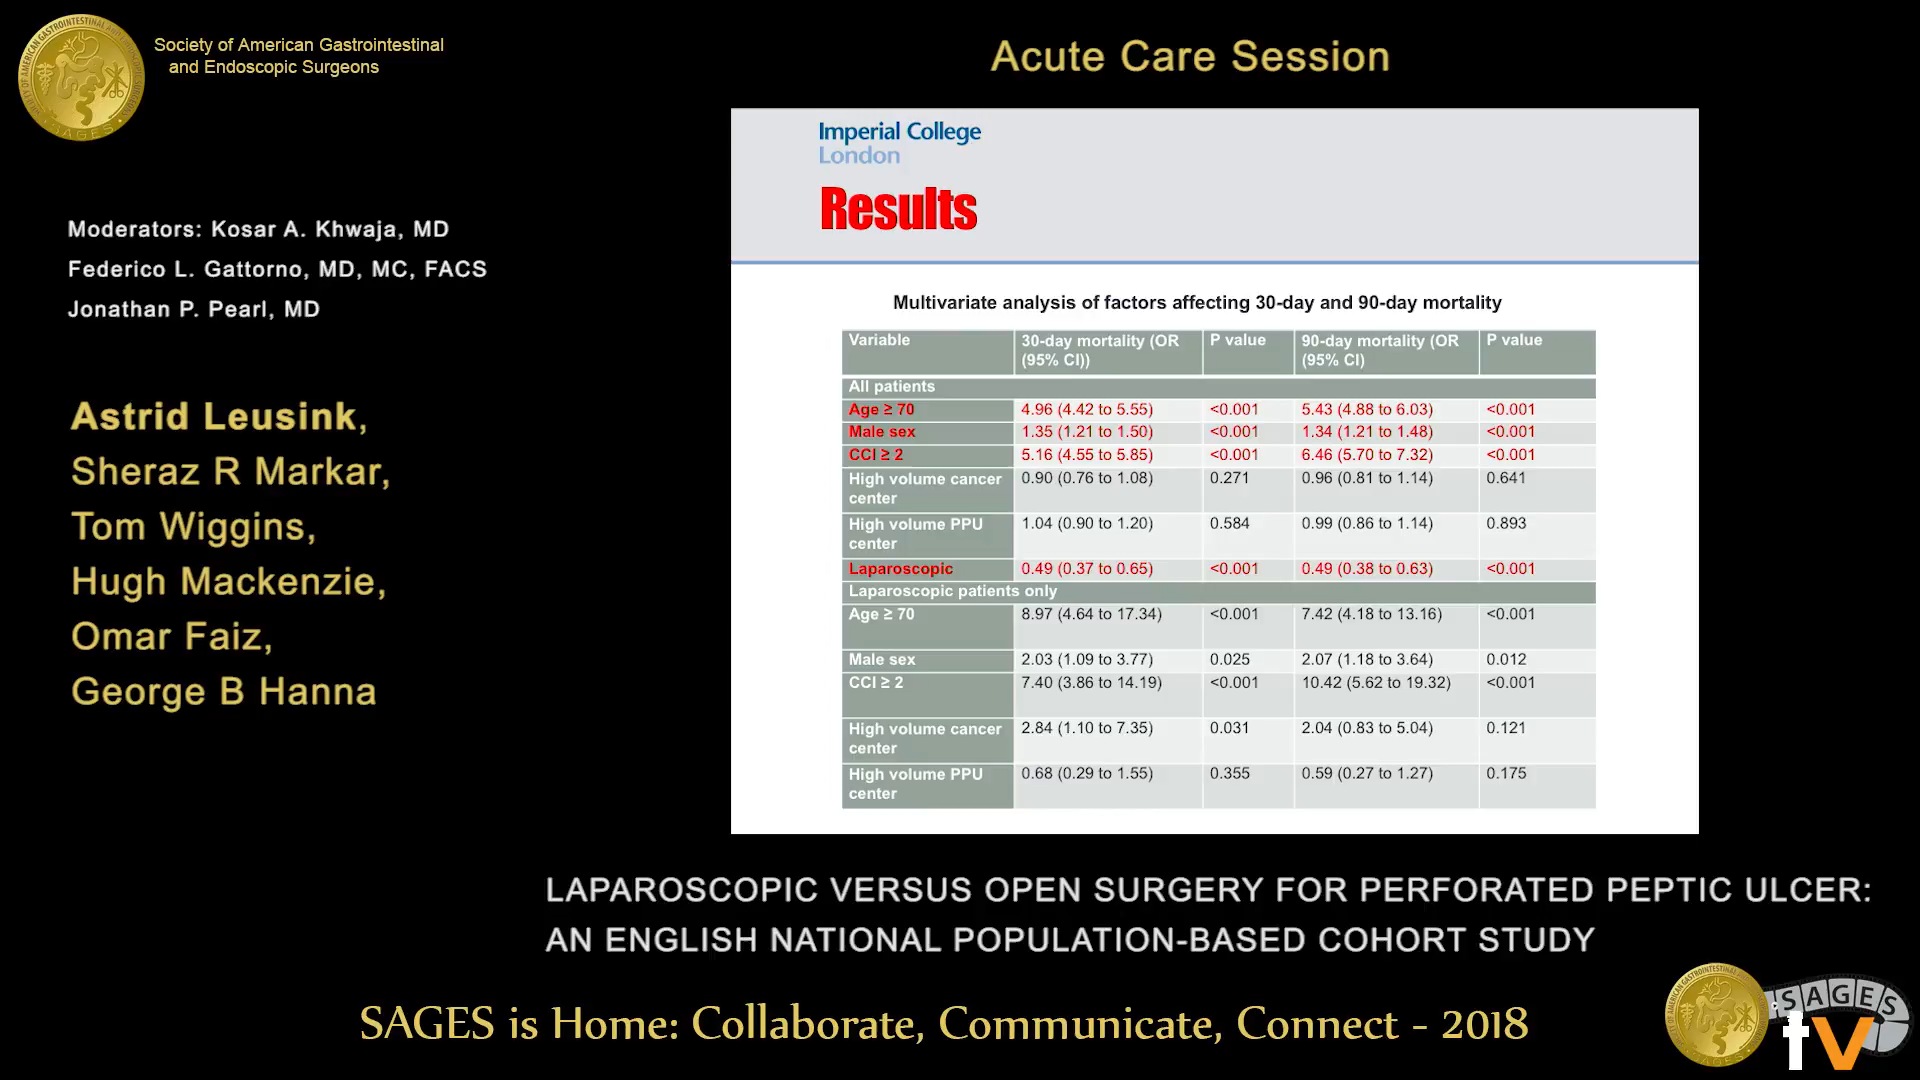 Society of American Gastrointestinal
and Endoscopic Surgeons
Acute Care Session
Moderators: Kosar A. Khwaja, MD
Federico L. Gattorno, MD, MC, FACS
Jonathan P. Pearl, MD
Astrid Leusink,
Sheraz R Markar,
Tom Wiggins,
Hugh Mackenzie,
Omar Faiz,
George B Hanna
Imperial College
London
Results
Multivariate analysis of factors affecting 30-day and 90-day mortality
Variable 30-day mortality (OR (95% CI)) P value 90-day mortality (OR (95% CI) P value
All patients
Age ≥ 70 4.96 (4.42 to 5.55) <0.001 5.43 (4.88 to 6.03) <0.001
Male sex 1.35 (1.21 to 1.50) <0.001 1.34 (1.21 to 1.48) <0.001
CCI ≥ 2 5.16 (4.55 to 5.85) <0.001 6.46 (5.70 to 7.32) <0.001
High volume cancer center 0.90 (0.76 to 1.08) 0.271 0.96 (0.81 to 1.14) 0.641
High volume PPU center 1.04 (0.90 to 1.20) 0.584 0.99 (0.86 to 1.14) 0.893
Laparoscopic 0.49 (0.37 to 0.65) <0.001 0.49 (0.38 to 0.63) <0.001
Laparoscopic patients only
Age ≥ 70 8.97 (4.64 to 17.34) <0.001 7.42 (4.18 to 13.16) <0.001
Male sex 2.03 (1.09 to 3.77) 0.025 2.07 (1.18 to 3.64) 0.012
CCI ≥ 2 7.40 (3.86 to 14.19) <0.001 10.42 (5.62 to 19.32) <0.001
High volume cancer center 2.84 (1.10 to 7.35) 0.031 2.04 (0.83 to 5.04) 0.121
High volume PPU center 0.68 (0.29 to 1.55) 0.355 0.59 (0.27 to 1.27) 0.175
LAPAROSCOPIC VERSUS OPEN SURGERY FOR PERFORATED PEPTIC ULCER:
AN ENGLISH NATIONAL POPULATION-BASED COHORT STUDY
SAGES is Home: Collaborate, Communicate, Connect - 2018
SAGES
tv